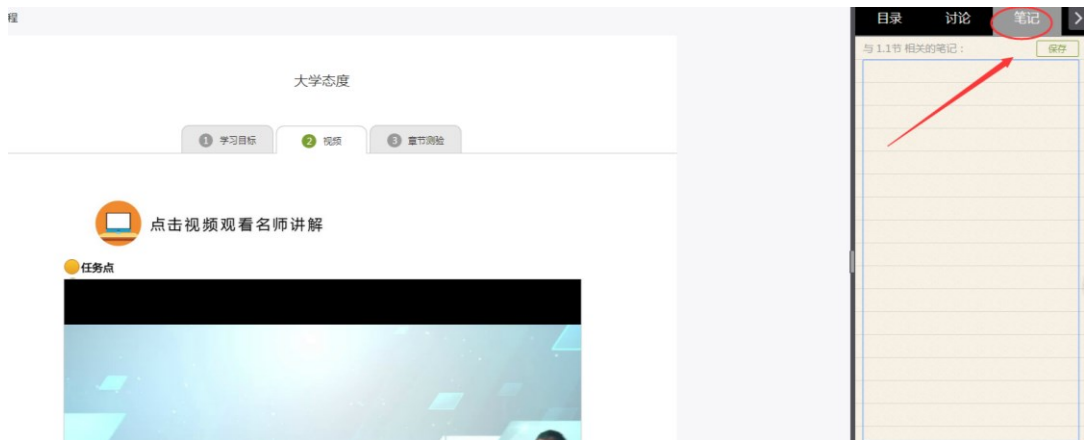 程
目录 讨论 笔记
与 1.1节 相关的笔记：
保存
大学态度
1 学习目标
2 视频
3 章节测验
点击视频观看名师讲解
任务点